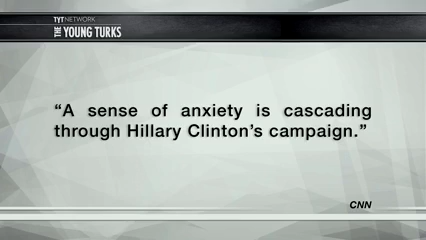 TYT NETWORK
THE YOUNG TURKS
“A sense of anxiety is cascading
through Hillary Clinton’s campaign.”
CNN